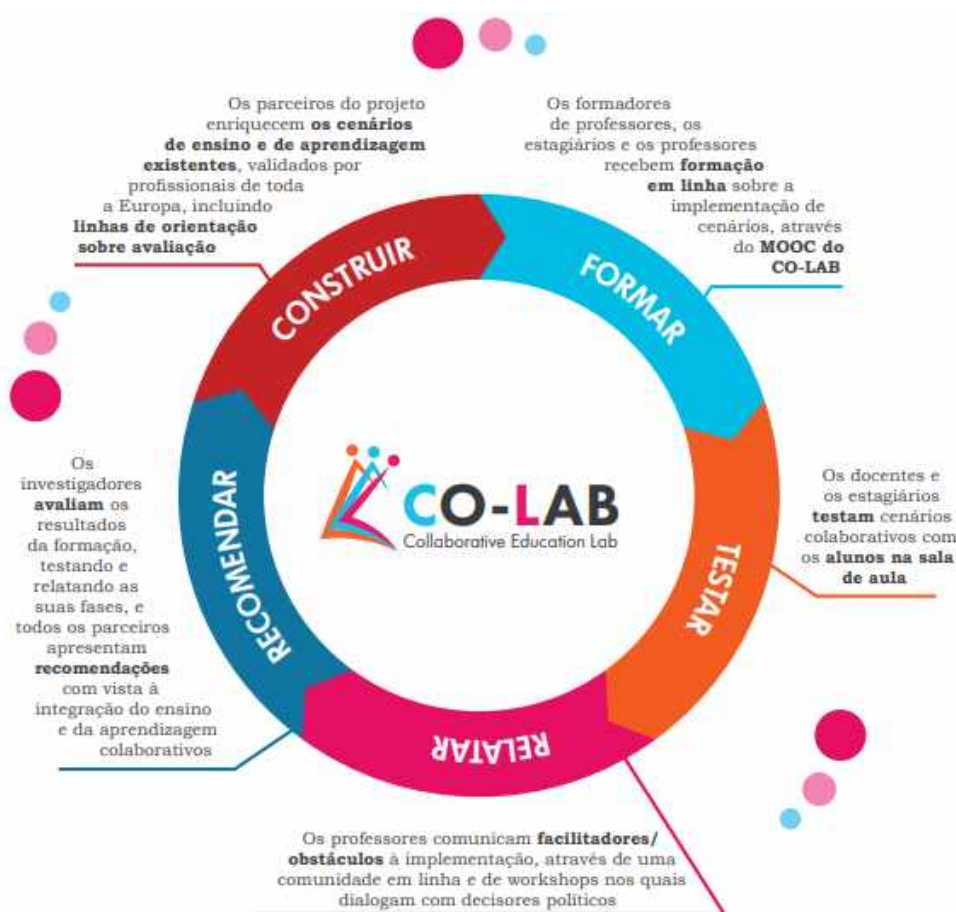 Os parceiros do projeto
enriquecem os cenários
de ensino e de aprendizagem
existentes, validados por
profissionais de toda
a Europa, incluindo
linhas de orientação
sobre avaliação
Os formadores
de professores, os
estagiários e os professores
recebem formação
em linha sobre a
implementação de
cenários, através
do MOOC do
CO-LAB
CONSTRUIR
FORMAR
TESTAR
RELATAR
RECOMENDAR
CO-LAB
Collaborative Education Lab
Os docentes e
os estagiários
testam cenários
colaborativos com
os alunos na sala
de aula
Os
investigadores
avaliam os
resultados
da formação,
testando e
relatando as
suas fases, e
todos os parceiros
apresentam
recomendações
com vista à
integração do ensino
e da aprendizagem
colaborativos
Os professores comunicam facilitadores/
obstáculos à implementação, através de uma
comunidade em linha e de workshops nos quais
dialogam com decisores políticos